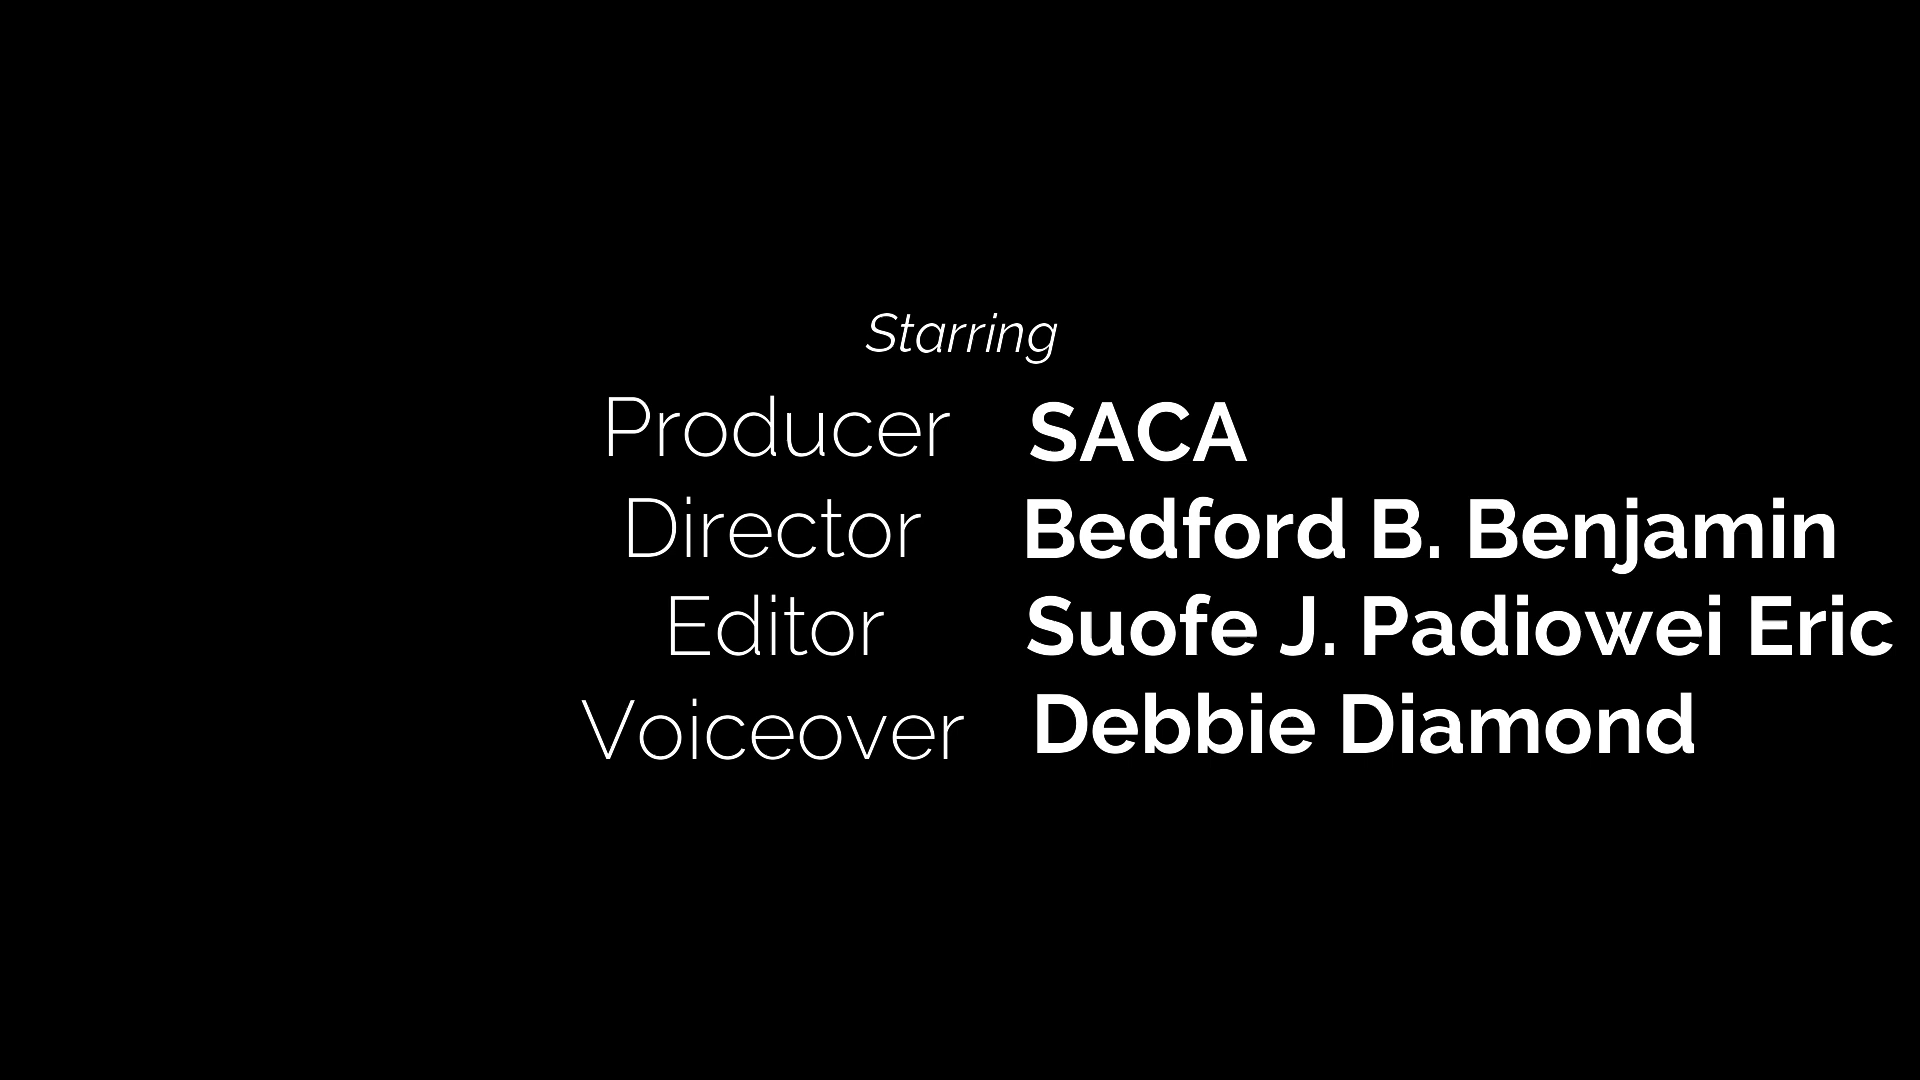 Starring
Producer SACA
Director Bedford B. Benjamin
Editor Suofe J. Padiowei Eric
Voiceover Debbie Diamond